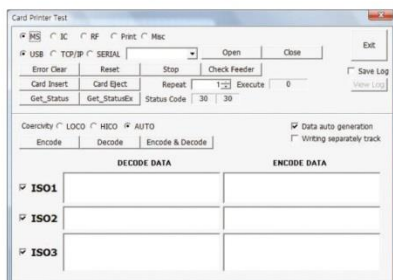 Card Printer Test
MS IC RF Print Msc
Exit
USB TCP/IP SERIAL Open Close
Error Clear Reset Stop Check Feeder
Save Log
Card Insert Card Eject Repeat 1 Execute 0
View Log
Get_Status Get_StatusEx Status Code 30 30
Coercivity LOCO HICO AUTO
Data auto generation
Encode Decode Encode & Decode
Writing separately track
DECODE DATA ENCODE DATA
ISO1
ISO2
ISO3